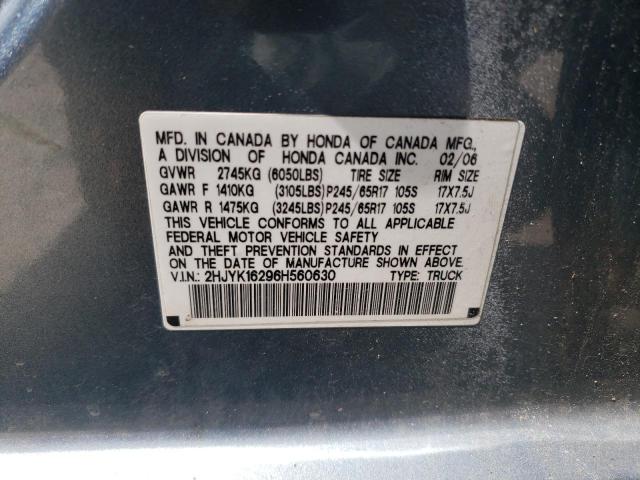 MFD. IN CANADA BY HONDA OF CANADA MFG.,
A DIVISION OF HONDA CANADA INC. 02/06
GVWR 2745KG (6050LBS) TIRE SIZE RIM SIZE
GAWR F 1410KG (3105LBS) P245/65R17 105S 17X7.5J
GAWR R 1475KG (3245LBS) P245/65R17 105S 17X7.5J
THIS VEHICLE CONFORMS TO ALL APPLICABLE
FEDERAL MOTOR VEHICLE SAFETY
AND THEFT PREVENTION STANDARDS IN EFFECT
ON THE DATE OF MANUFACTURE SHOWN ABOVE.
V.I.N.: 2HJYK16296H560630 TYPE: TRUCK